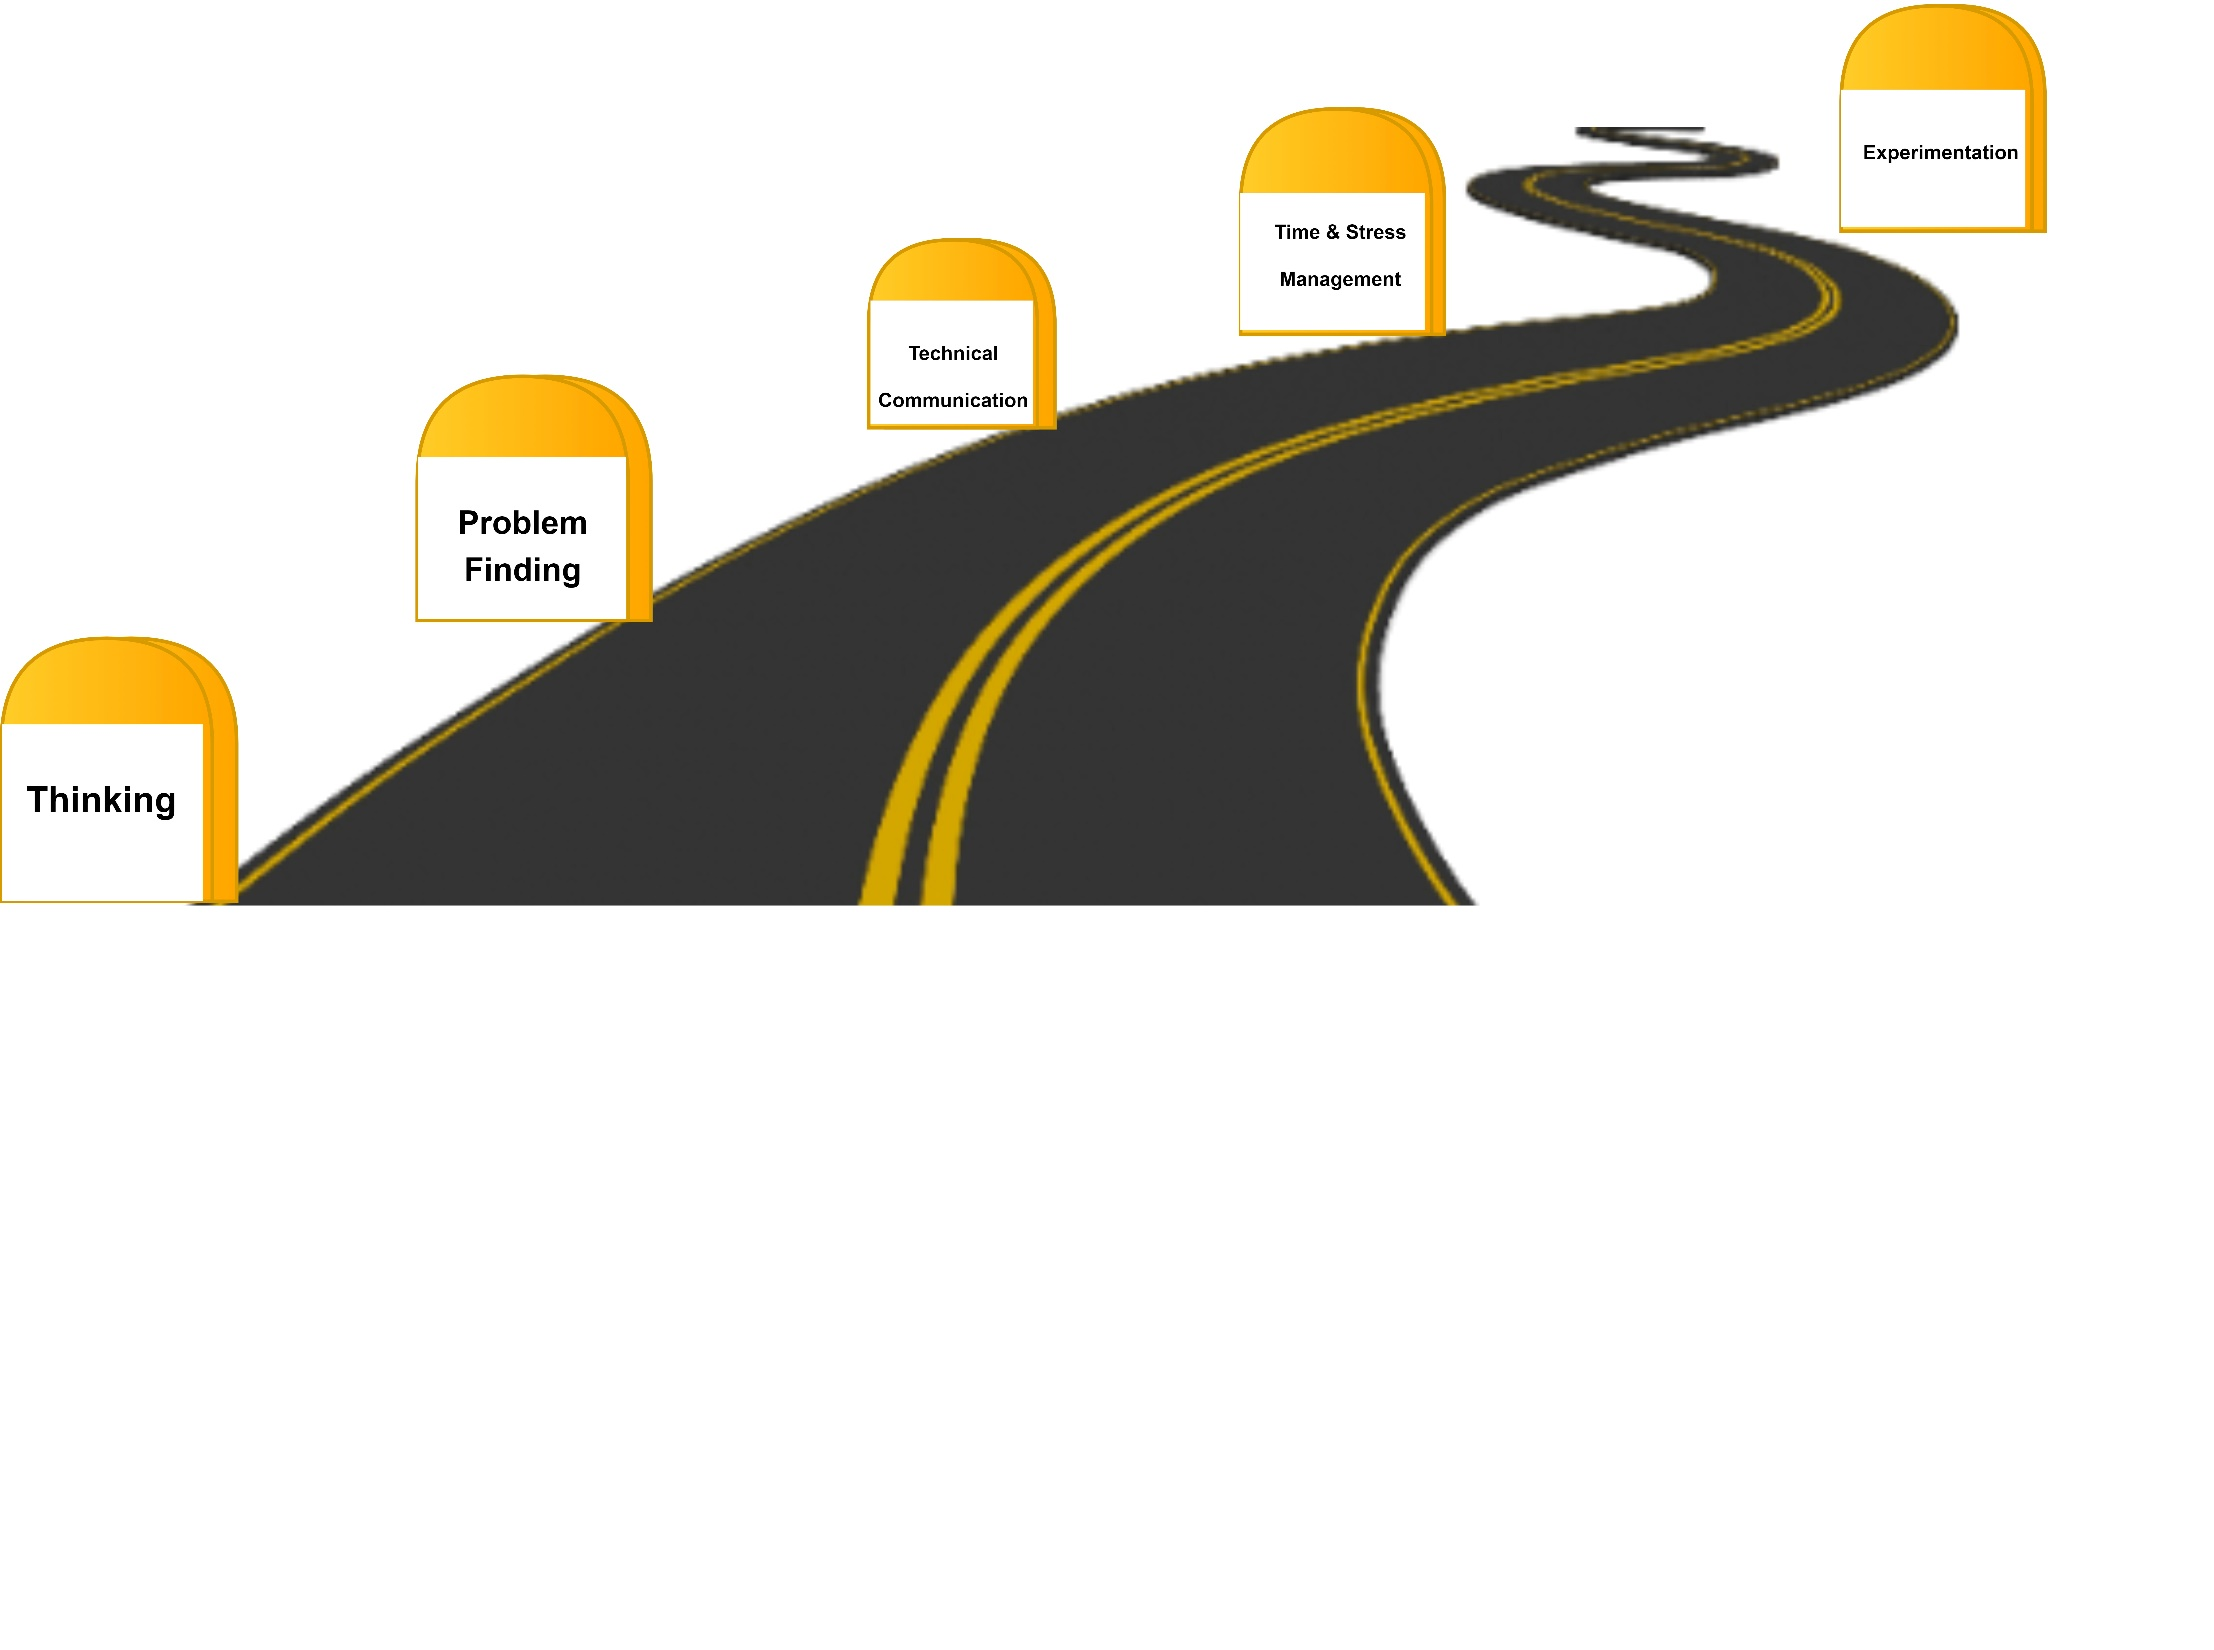 Experimentation
Time & Stress
Management
Technical
Communication
Problem
Finding
Thinking